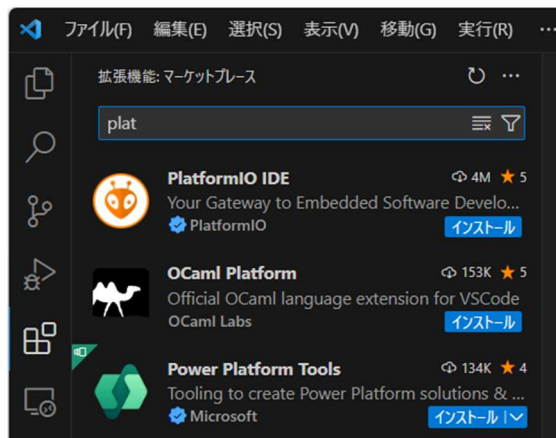 ファイル(F) 編集(E) 選択(S) 表示(V) 移動(G) 実行(R) …
拡張機能: マーケットプレース
plat
PlatformIO IDE 4M ★ 5
Your Gateway to Embedded Software Develo...
PlatformIO インストール
OCaml Platform 153K ★ 5
Official OCaml language extension for VSCode
OCaml Labs インストール
Power Platform Tools 134K ★ 4
Tooling to create Power Platform solutions & ...
Microsoft インストール